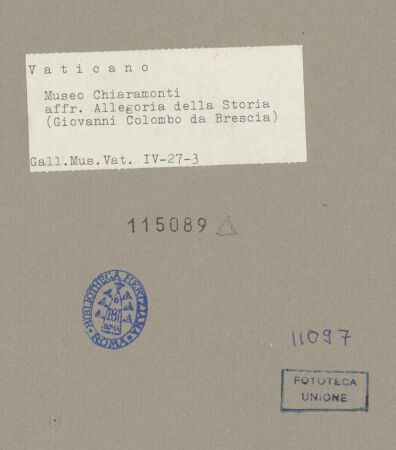 Vaticano
Museo Chiaramonti
affr. Allegoria della Storia
(Giovanni Colombo da Brescia)
Gall.Mus.Vat. IV-27-3
115089
BIBLIOTHECA HERTZIANA
ROMA
11097
FOTOTECA
UNIONE